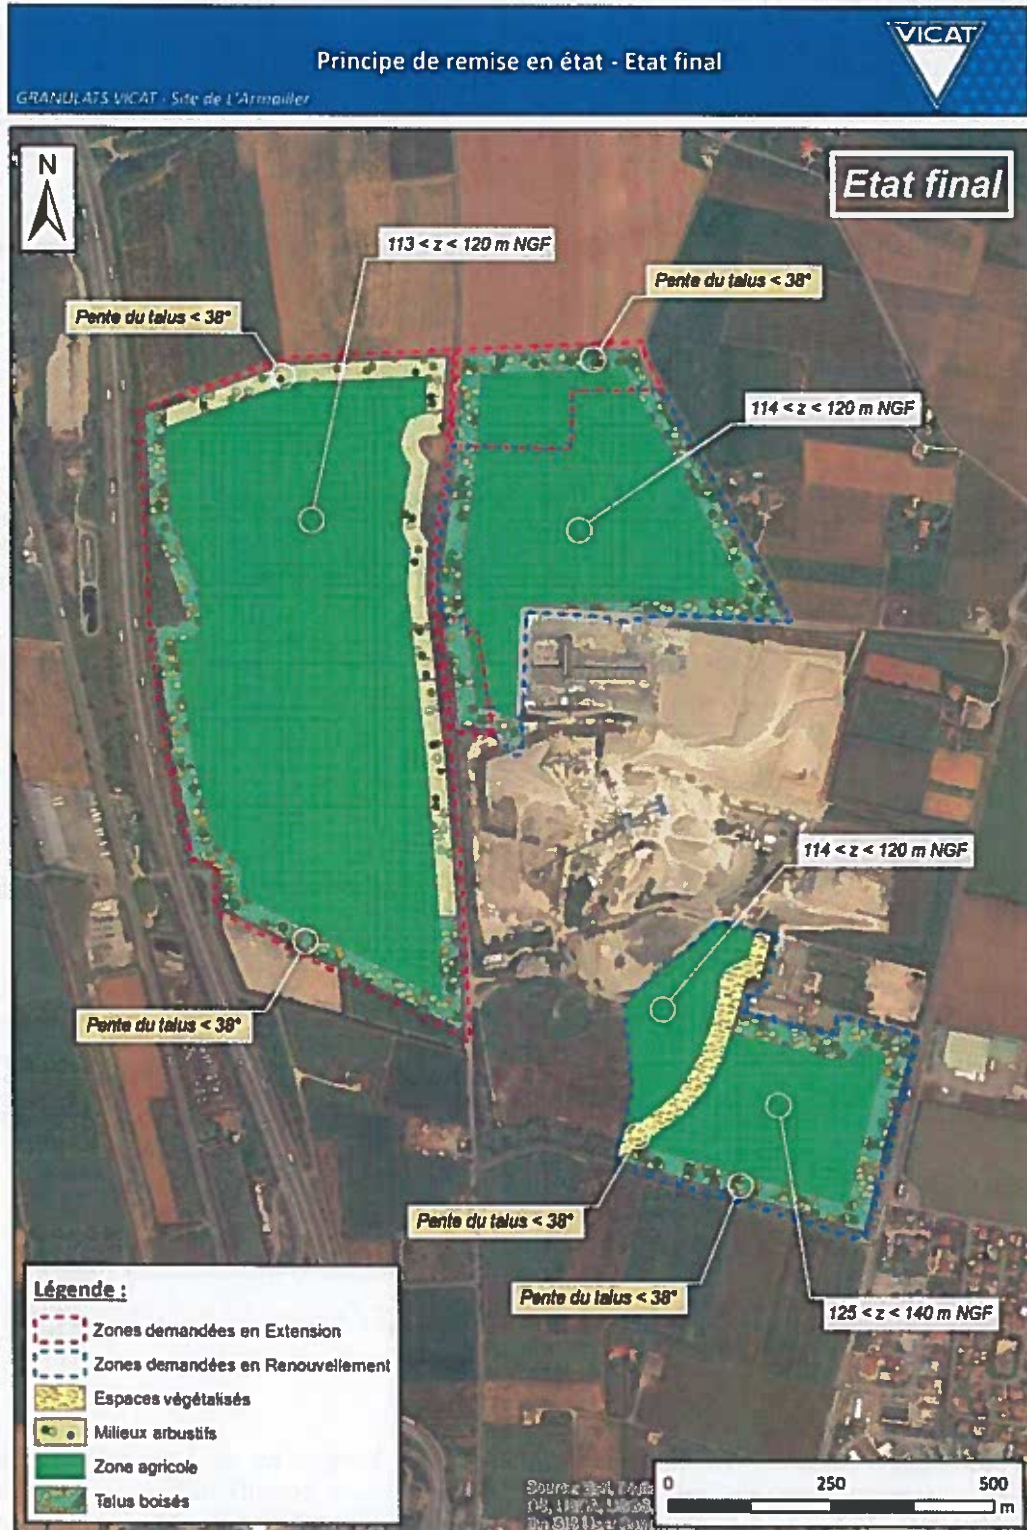 VICAT
Principe de remise en état - Etat final
GRANULATS VICAT - Site de L'Armailler
N
Etat final
113 < z < 120 m NGF
Pente du talus < 38°
Pente du talus < 38°
114 < z < 120 m NGF
114 < z < 120 m NGF
Pente du talus < 38°
Pente du talus < 38°
Pente du talus < 38°
125 < z < 140 m NGF
Légende :
Zones demandées en Extension
Zones demandées en Renouvellement
Espaces végétalisés
Milieux arbustifs
Zone agricole
Talus boisés
0 250 500
m